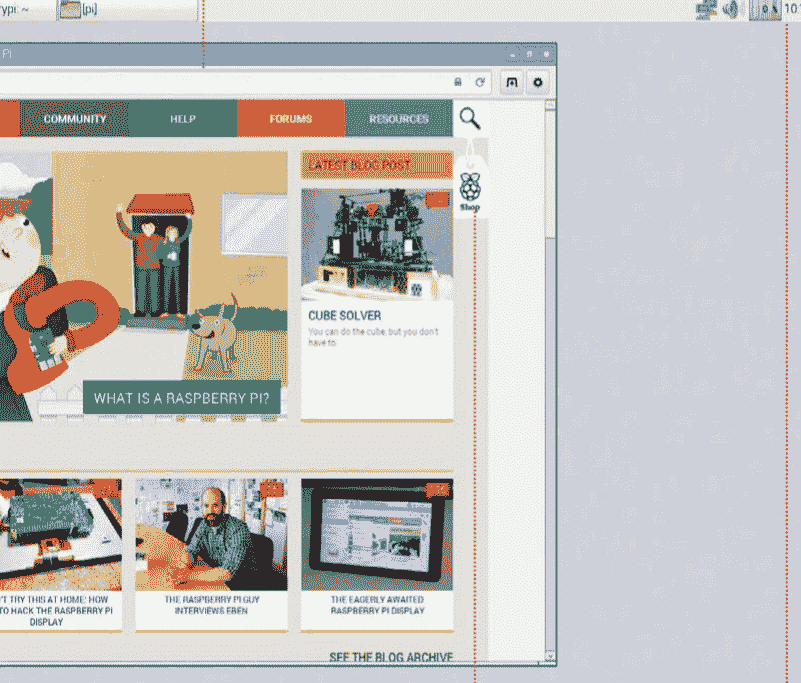 [pi]
Pi
COMMUNITY
HELP
FORUMS
RESOURCES
LATEST BLOG POST
Shop
CUBE SOLVER
You can do the cube, but you don't
have to.
WHAT IS A RASPBERRY PI?
'T TRY THIS AT HOME: HOW
TO HACK THE RASPBERRY PI
DISPLAY
THE RASPBERRY PI GUY
INTERVIEWS EBEN
THE EAGERLY AWAITED
RASPBERRY PI DISPLAY
SEE THE BLOG ARCHIVE